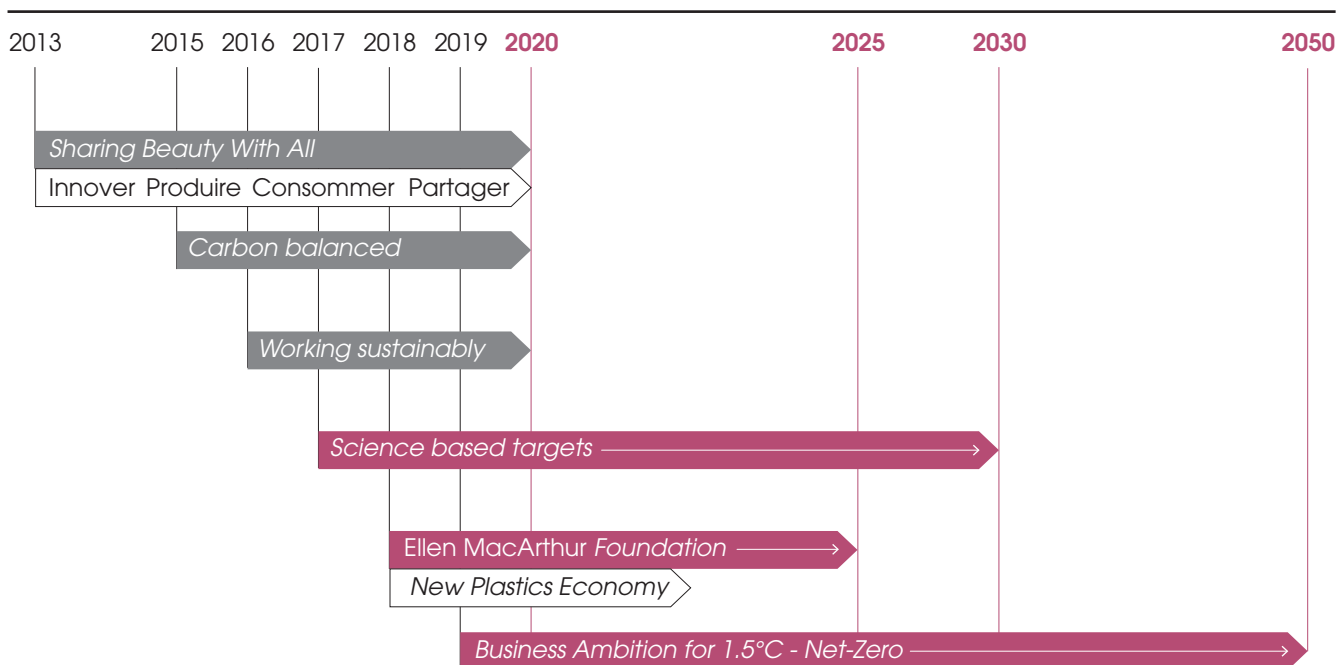 2013 2015 2016 2017 2018 2019 2020 2025 2030 2050
Sharing Beauty With All
Innover Produire Consommer Partager
Carbon balanced
Working sustainably
Science based targets
Ellen MacArthur Foundation
New Plastics Economy
Business Ambition for 1.5°C - Net-Zero